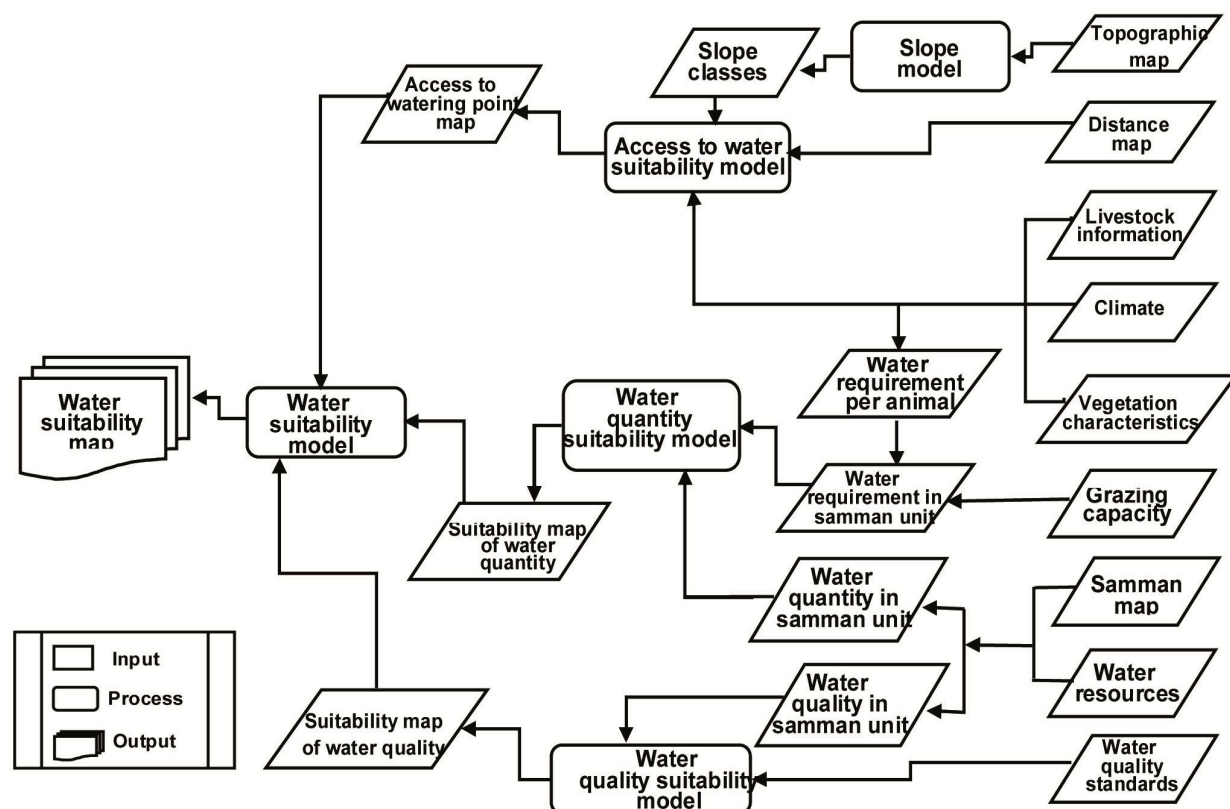 Slope
classes
Slope
model
Topographic
map
Access to
watering point
map
Access to water
suitability model
Distance
map
Livestock
information
Climate
Water
requirement
per animal
Vegetation
characteristics
Water
suitability
map
Water
suitability
model
Water
quantity
suitability model
Water
requirement in
samman unit
Grazing
capacity
Suitability map
of water
quantity
Water
quantity in
samman unit
Samman
map
Water
resources
Input
Process
Output
Suitability map
of water quality
Water
quality in
samman unit
Water
quality suitability
model
Water
quality
standards